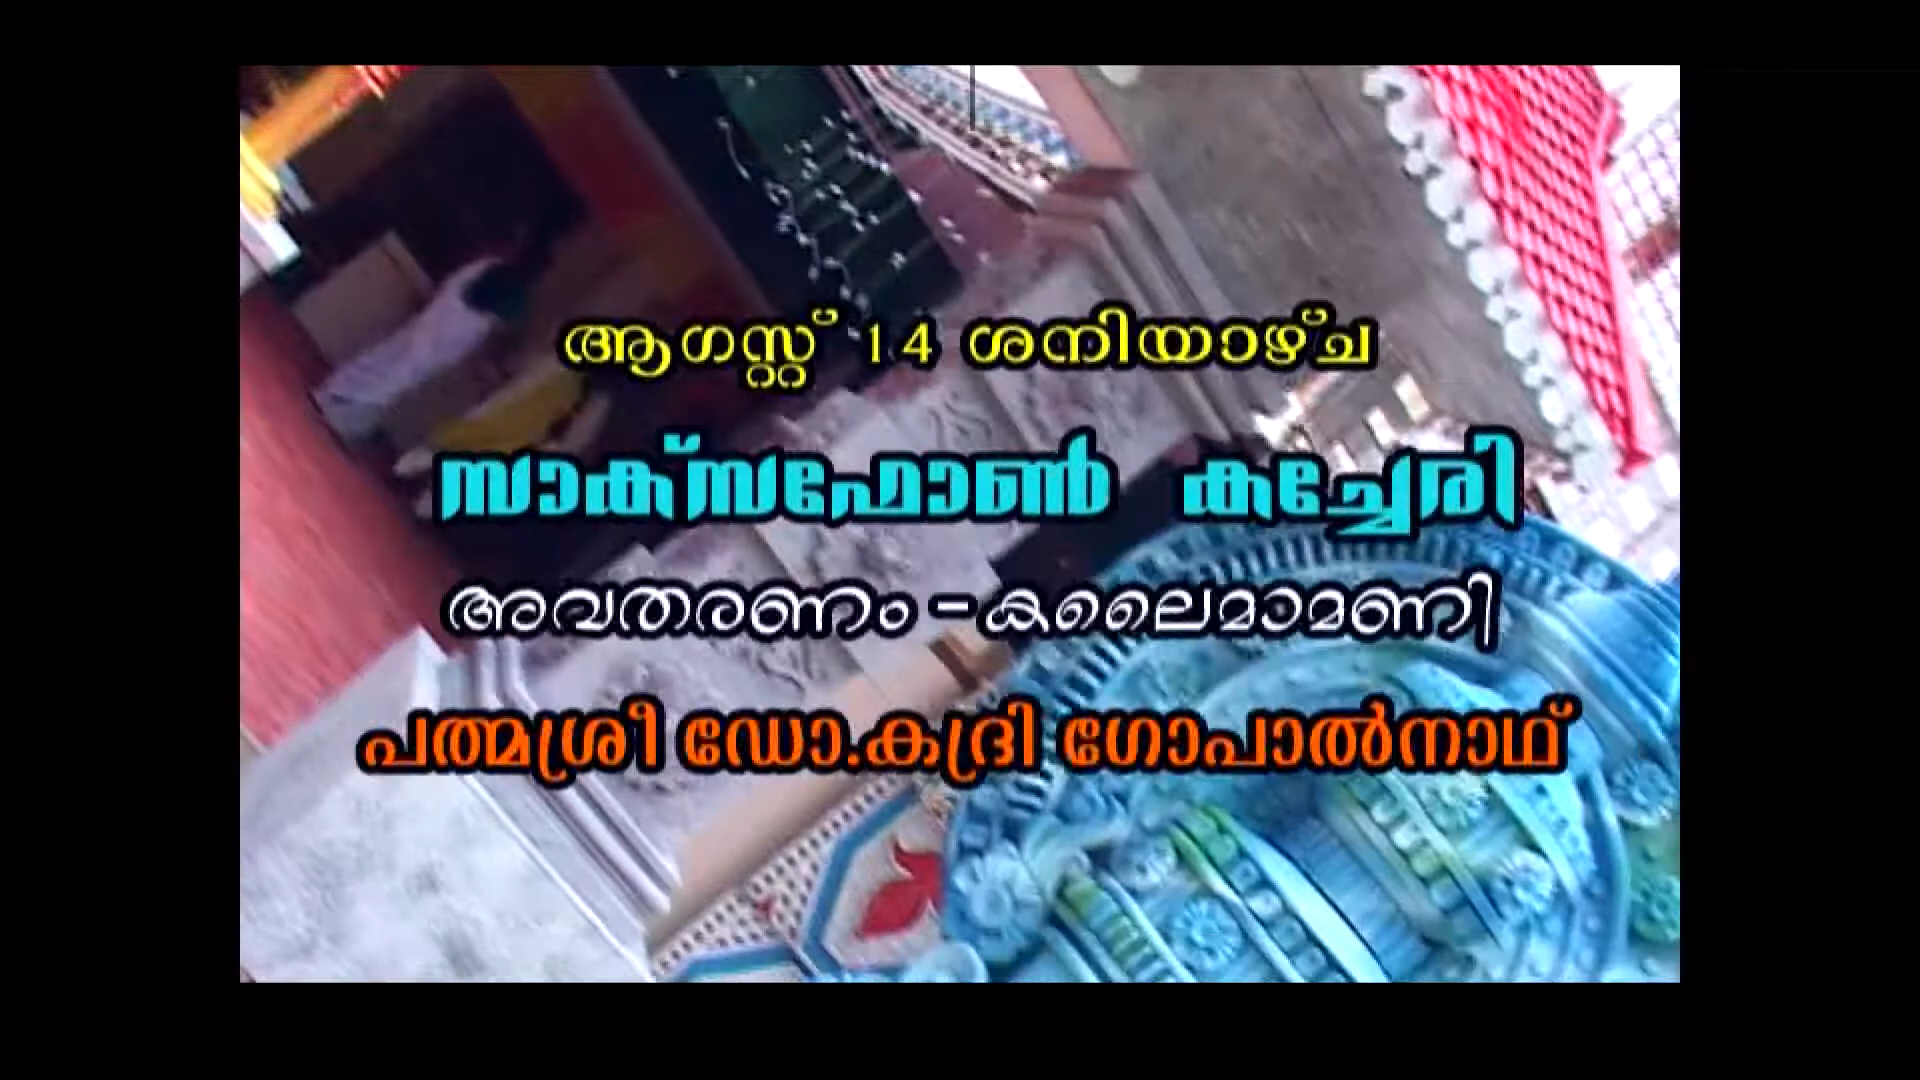 ആഗസ്റ്റ് 14 ശനിയാഴ്ച
സാക്സഫോൺ കച്ചേരി
അവതരണം - കലൈമാമണി
പത്മശ്രീ ഡോ.കദ്രി ഗോപാൽനാഥ്